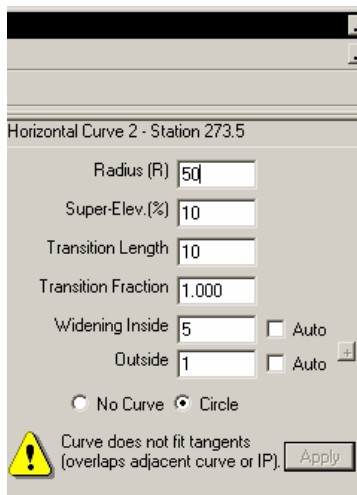 Horizontal Curve 2 - Station 273.5
Radius (R) 50
Super-Elev.(%) 10
Transition Length 10
Transition Fraction 1.000
Widening Inside 5 Auto
Outside 1 Auto
+
No Curve Circle
Curve does not fit tangents
(overlaps adjacent curve or IP). Apply